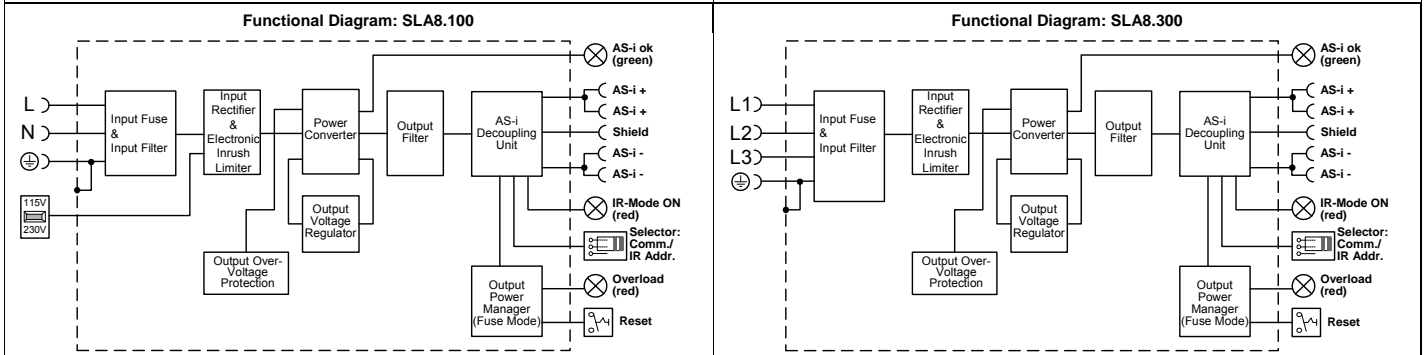 Functional Diagram: SLA8.100
AS-i ok
(green)
L
N
Input Fuse
&
Input Filter
Input
Rectifier
&
Electronic
Inrush
Limiter
Power
Converter
Output
Filter
AS-i
Decoupling
Unit
AS-i +
AS-i +
Shield
AS-i -
AS-i -
115V
230V
Output
Voltage
Regulator
Output Over-
Voltage
Protection
IR-Mode ON
(red)
Selector:
Comm./
IR Addr.
Output
Power
Manager
(Fuse Mode)
Overload
(red)
Reset
Functional Diagram: SLA8.300
AS-i ok
(green)
L1
L2
L3
Input Fuse
&
Input Filter
Input
Rectifier
&
Electronic
Inrush
Limiter
Power
Converter
Output
Filter
AS-i
Decoupling
Unit
AS-i +
AS-i +
Shield
AS-i -
AS-i -
Output
Voltage
Regulator
Output Over-
Voltage
Protection
IR-Mode ON
(red)
Selector:
Comm./
IR Addr.
Output
Power
Manager
(Fuse Mode)
Overload
(red)
Reset